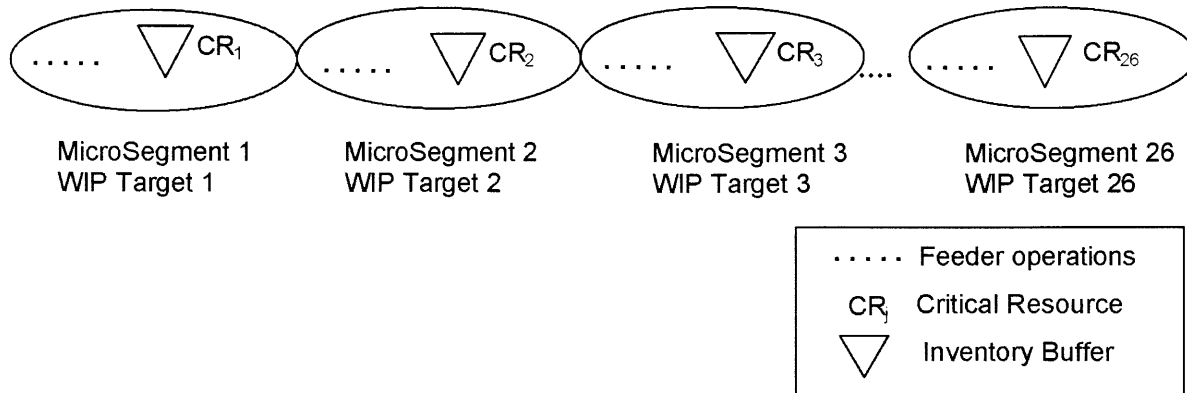 CR1 CR2 CR3 CR26
MicroSegment 1 MicroSegment 2 MicroSegment 3 MicroSegment 26
WIP Target 1 WIP Target 2 WIP Target 3 WIP Target 26
..... Feeder operations
CRj Critical Resource
Inventory Buffer